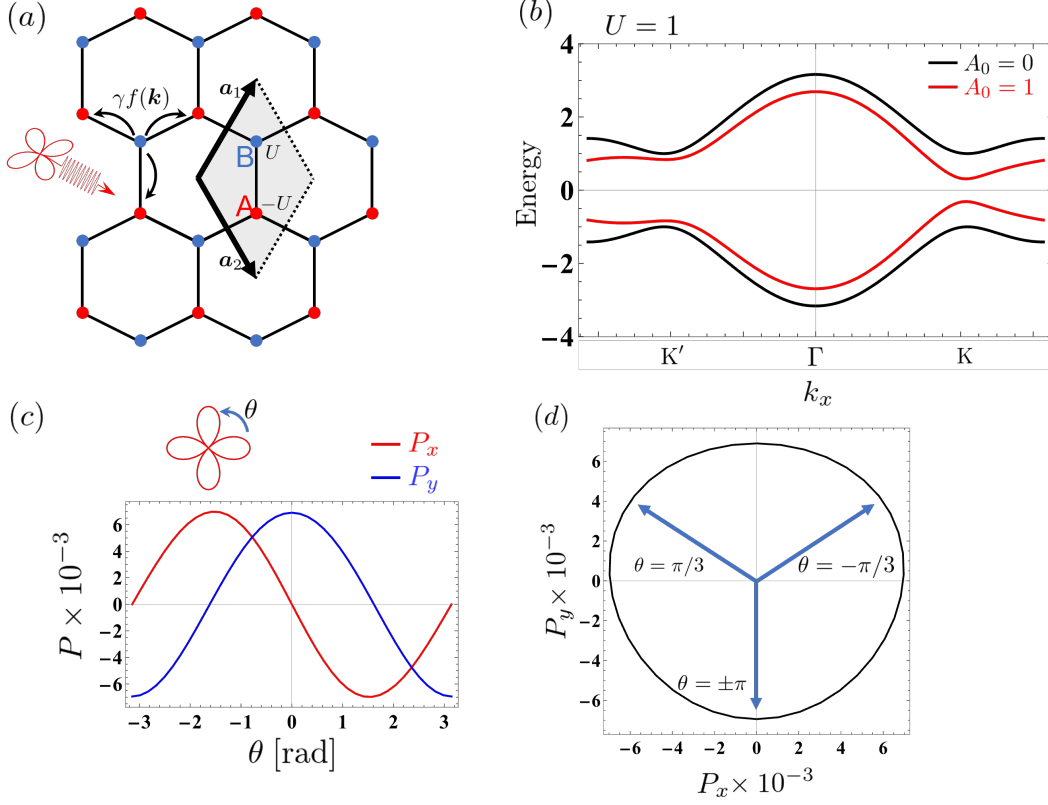 (a)
γf(k)
a₁
B U
A −U
a₂
(b)
U = 1
A₀ = 0
A₀ = 1
Energy
4
2
0
−2
−4
K′ Γ K
kₓ
(c)
θ
Pₓ
P_y
P × 10⁻³
6
4
2
0
−2
−4
−6
−3 −2 −1 0 1 2 3
θ [rad]
(d)
P_y × 10⁻³
6
4
2
0
−2
−4
−6
θ = π/3
θ = −π/3
θ = ±π
−6 −4 −2 0 2 4 6
Pₓ × 10⁻³